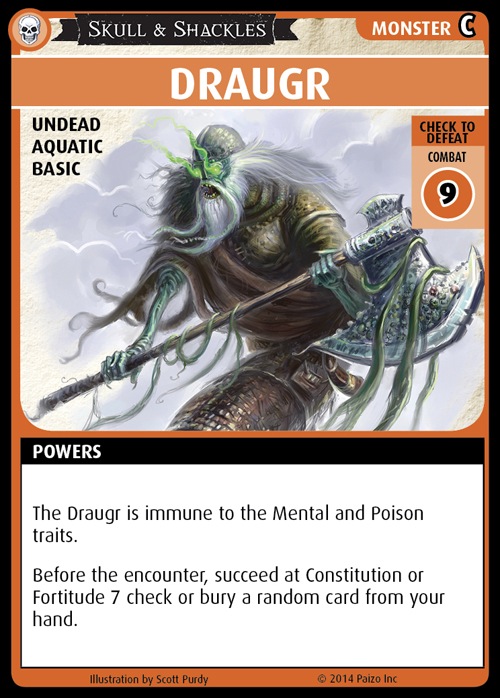 SKULL & SHACKLES
MONSTER C
DRAUGR
UNDEAD
AQUATIC
BASIC
CHECK TO
DEFEAT
COMBAT
9
POWERS
The Draugr is immune to the Mental and Poison
traits.
Before the encounter, succeed at Constitution or
Fortitude 7 check or bury a random card from your
hand.
Illustration by Scott Purdy
© 2014 Paizo Inc